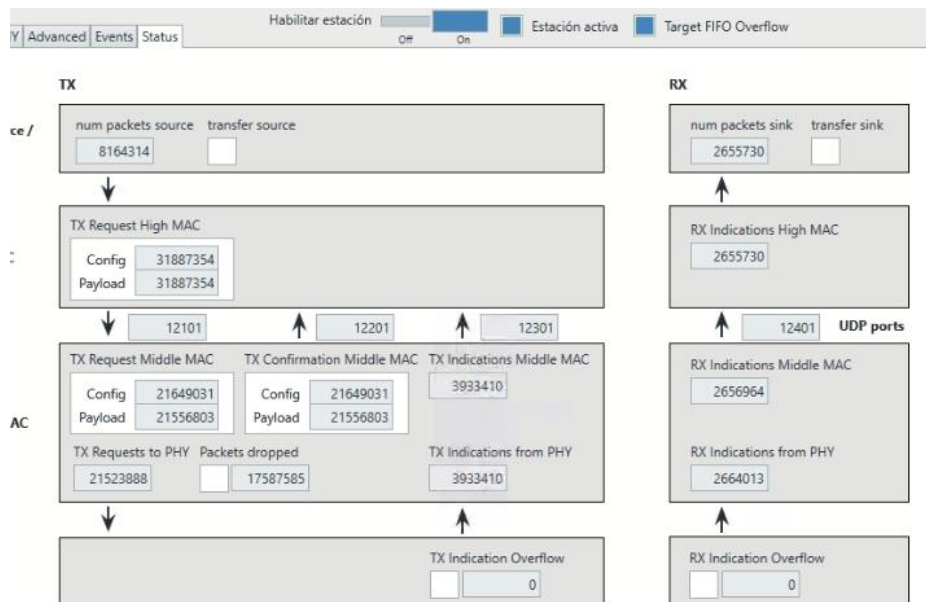 Habilitar estación
Off On
Estación activa
Target FIFO Overflow
Y Advanced Events Status
TX
RX
ce /
num packets source transfer source
8164314
num packets sink transfer sink
2655730
TX Request High MAC
Config 31887354
Payload 31887354
RX Indications High MAC
2655730
12101 12201 12301
12401 UDP ports
AC
TX Request Middle MAC TX Confirmation Middle MAC TX Indications Middle MAC
Config 21649031 Config 21649031 3933410
Payload 21556803 Payload 21556803
RX Indications Middle MAC
2656964
TX Requests to PHY Packets dropped TX Indications from PHY
21523888 17587585 3933410
RX Indications from PHY
2664013
TX Indication Overflow
0
RX Indication Overflow
0